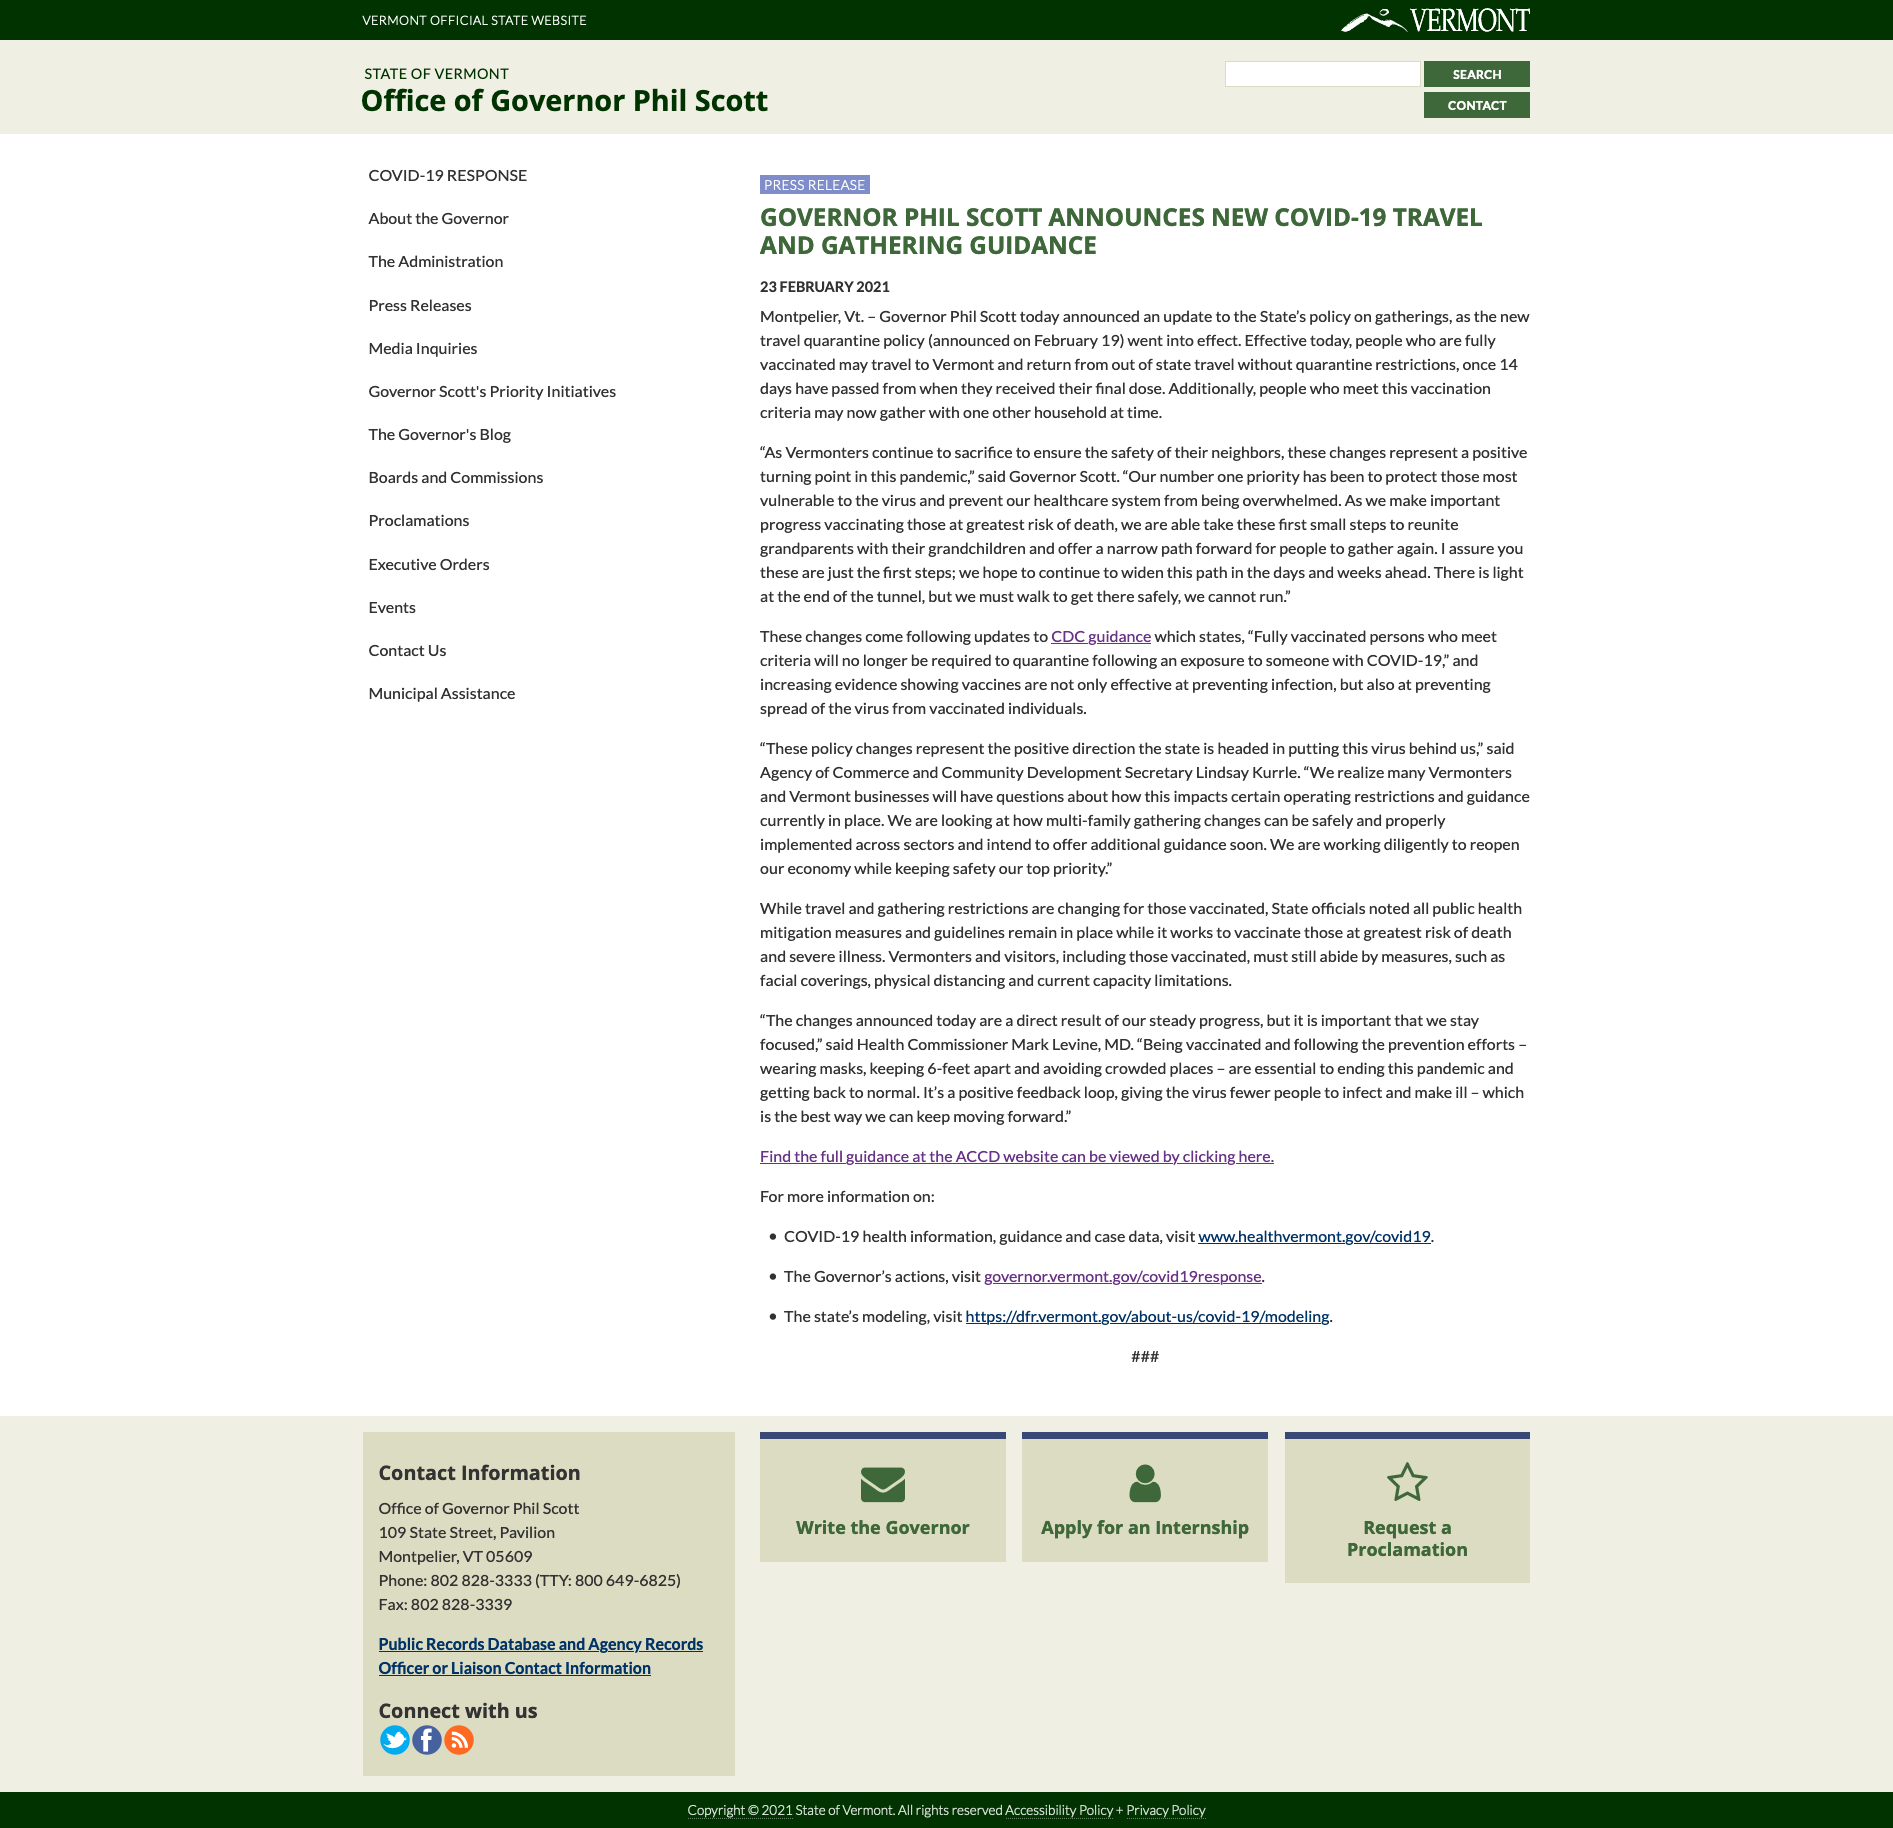 VERMONT OFFICIAL STATE WEBSITE
VERMONT
STATE OF VERMONT
Office of Governor Phil Scott
SEARCH
CONTACT
COVID-19 RESPONSE
About the Governor
The Administration
Press Releases
Media Inquiries
Governor Scott's Priority Initiatives
The Governor's Blog
Boards and Commissions
Proclamations
Executive Orders
Events
Contact Us
Municipal Assistance
PRESS RELEASE
GOVERNOR PHIL SCOTT ANNOUNCES NEW COVID-19 TRAVEL
AND GATHERING GUIDANCE
23 FEBRUARY 2021
Montpelier, Vt. – Governor Phil Scott today announced an update to the State’s policy on gatherings, as the new
travel quarantine policy (announced on February 19) went into effect. Effective today, people who are fully
vaccinated may travel to Vermont and return from out of state travel without quarantine restrictions, once 14
days have passed from when they received their final dose. Additionally, people who meet this vaccination
criteria may now gather with one other household at time.
“As Vermonters continue to sacrifice to ensure the safety of their neighbors, these changes represent a positive
turning point in this pandemic,” said Governor Scott. “Our number one priority has been to protect those most
vulnerable to the virus and prevent our healthcare system from being overwhelmed. As we make important
progress vaccinating those at greatest risk of death, we are able take these first small steps to reunite
grandparents with their grandchildren and offer a narrow path forward for people to gather again. I assure you
these are just the first steps; we hope to continue to widen this path in the days and weeks ahead. There is light
at the end of the tunnel, but we must walk to get there safely, we cannot run.”
These changes come following updates to CDC guidance which states, “Fully vaccinated persons who meet
criteria will no longer be required to quarantine following an exposure to someone with COVID-19,” and
increasing evidence showing vaccines are not only effective at preventing infection, but also at preventing
spread of the virus from vaccinated individuals.
“These policy changes represent the positive direction the state is headed in putting this virus behind us,” said
Agency of Commerce and Community Development Secretary Lindsay Kurrle. “We realize many Vermonters
and Vermont businesses will have questions about how this impacts certain operating restrictions and guidance
currently in place. We are looking at how multi-family gathering changes can be safely and properly
implemented across sectors and intend to offer additional guidance soon. We are working diligently to reopen
our economy while keeping safety our top priority.”
While travel and gathering restrictions are changing for those vaccinated, State officials noted all public health
mitigation measures and guidelines remain in place while it works to vaccinate those at greatest risk of death
and severe illness. Vermonters and visitors, including those vaccinated, must still abide by measures, such as
facial coverings, physical distancing and current capacity limitations.
“The changes announced today are a direct result of our steady progress, but it is important that we stay
focused,” said Health Commissioner Mark Levine, MD. “Being vaccinated and following the prevention efforts –
wearing masks, keeping 6-feet apart and avoiding crowded places – are essential to ending this pandemic and
getting back to normal. It’s a positive feedback loop, giving the virus fewer people to infect and make ill – which
is the best way we can keep moving forward.”
Find the full guidance at the ACCD website can be viewed by clicking here.
For more information on:
• COVID-19 health information, guidance and case data, visit www.healthvermont.gov/covid19.
• The Governor’s actions, visit governor.vermont.gov/covid19response.
• The state’s modeling, visit https://dfr.vermont.gov/about-us/covid-19/modeling.
###
Contact Information
Office of Governor Phil Scott
109 State Street, Pavilion
Montpelier, VT 05609
Phone: 802 828-3333 (TTY: 800 649-6825)
Fax: 802 828-3339
Public Records Database and Agency Records
Officer or Liaison Contact Information
Connect with us
Write the Governor
Apply for an Internship
Request a
Proclamation
Copyright © 2021 State of Vermont. All rights reserved Accessibility Policy + Privacy Policy